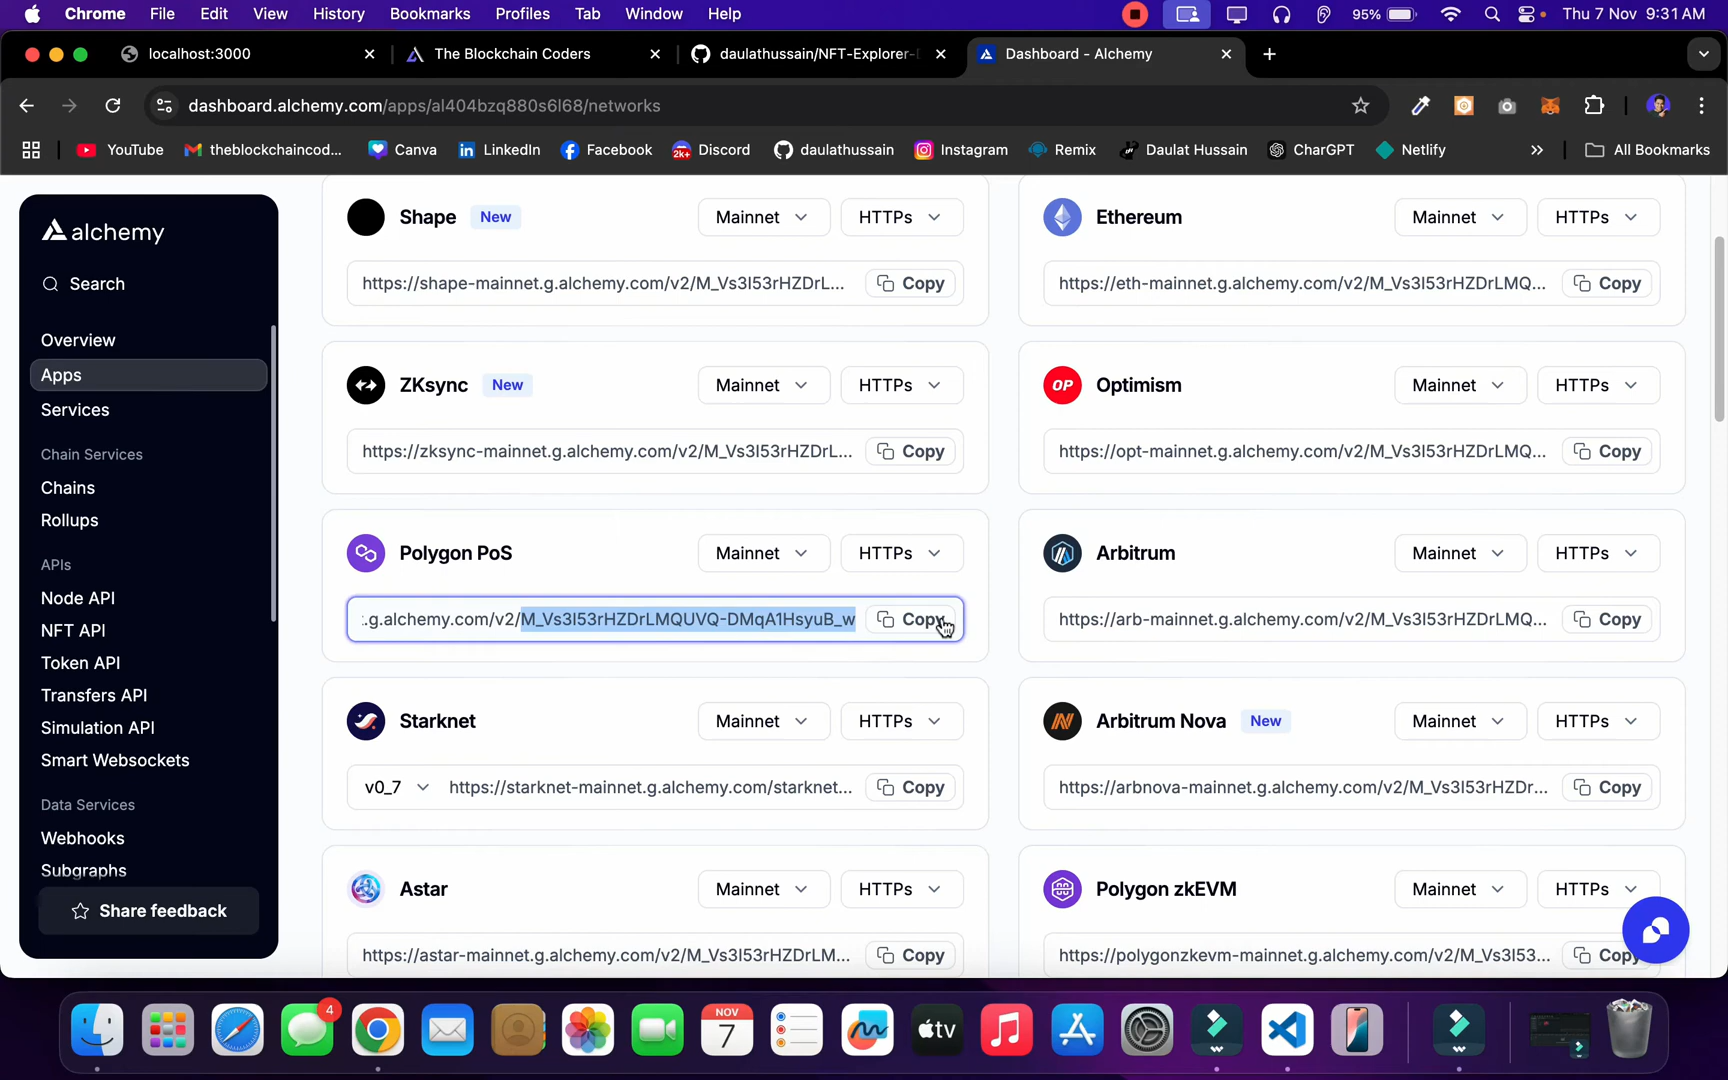 Chrome File Edit View History Bookmarks Profiles Tab Window Help 95% Thu 7 Nov 9:31 AM
localhost:3000 The Blockchain Coders daulathussain/NFT-Explorer- Dashboard - Alchemy
dashboard.alchemy.com/apps/al404bzq880s6l68/networks
YouTube theblockchaincod... Canva LinkedIn Facebook 2k+ Discord daulathussain Instagram Remix Daulat Hussain CharGPT Netlify All Bookmarks
alchemy
Search
Overview
Apps
Services
Chain Services
Chains
Rollups
APIs
Node API
NFT API
Token API
Transfers API
Simulation API
Smart Websockets
Data Services
Webhooks
Subgraphs
Share feedback
Shape New Mainnet HTTPs
https://shape-mainnet.g.alchemy.com/v2/M_Vs3I53rHZDrL... Copy
Ethereum Mainnet HTTPs
https://eth-mainnet.g.alchemy.com/v2/M_Vs3I53rHZDrLMQ... Copy
ZKsync New Mainnet HTTPs
https://zksync-mainnet.g.alchemy.com/v2/M_Vs3I53rHZDrL... Copy
OP Optimism Mainnet HTTPs
https://opt-mainnet.g.alchemy.com/v2/M_Vs3I53rHZDrLMQ... Copy
Polygon PoS Mainnet HTTPs
.g.alchemy.com/v2/M_Vs3I53rHZDrLMQUVQ-DMqA1HsyuB_w Copy
Arbitrum Mainnet HTTPs
https://arb-mainnet.g.alchemy.com/v2/M_Vs3I53rHZDrLMQ... Copy
Starknet Mainnet HTTPs
v0_7 https://starknet-mainnet.g.alchemy.com/starknet... Copy
Arbitrum Nova New Mainnet HTTPs
https://arbnova-mainnet.g.alchemy.com/v2/M_Vs3I53rHZDr... Copy
Astar Mainnet HTTPs
https://astar-mainnet.g.alchemy.com/v2/M_Vs3I53rHZDrLM... Copy
Polygon zkEVM Mainnet HTTPs
https://polygonzkevm-mainnet.g.alchemy.com/v2/M_Vs3I53... Copy
4
NOV
7
tv